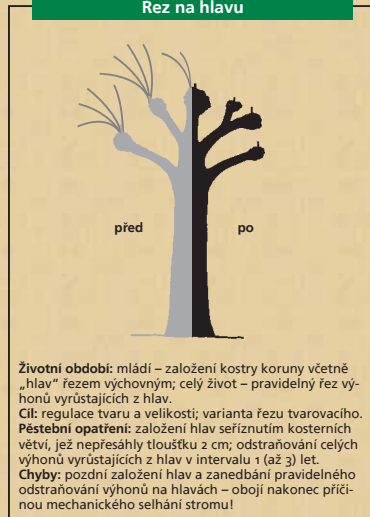 Řez na hlavu
před
po
Životní období: mládí – založení kostry koruny včetně
„hlav“ řezem výchovným; celý život – pravidelný řez vý-
honů vyrůstajících z hlav.
Cíl: regulace tvaru a velikosti; varianta řezu tvarovacího.
Pěstební opatření: založení hlav seříznutím kosterních
větví, jež nepřesáhly tloušťku 2 cm; odstraňování celých
výhonů vyrůstajících z hlav v intervalu 1 (až 3) let.
Chyby: pozdní založení hlav a zanedbání pravidelného
odstraňování výhonů na hlavách – obojí nakonec příči-
nou mechanického selhání stromu!